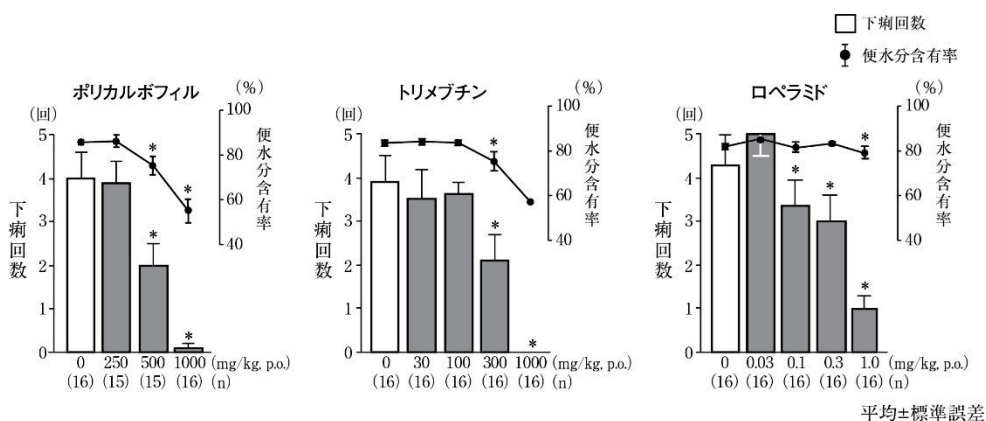 下痢回数
便水分含有率
ポリカルボフィル
(回) (%)
5 4 3 2 1 0
下痢回数
100 80 60 40
便水分含有率
0 250 500 1000 (mg/kg, p.o.)
(16) (15) (15) (16) (n)
* * * *
トリメブチン
(回) (%)
5 4 3 2 1 0
下痢回数
100 80 60 40
便水分含有率
0 30 100 300 1000 (mg/kg, p.o.)
(16) (16) (16) (16) (16) (n)
* * *
ロペラミド
(回) (%)
5 4 3 2 1 0
下痢回数
100 80 60 40
便水分含有率
0 0.03 0.1 0.3 1.0 (mg/kg, p.o.)
(16) (16) (16) (16) (16) (n)
* * * *
平均±標準誤差